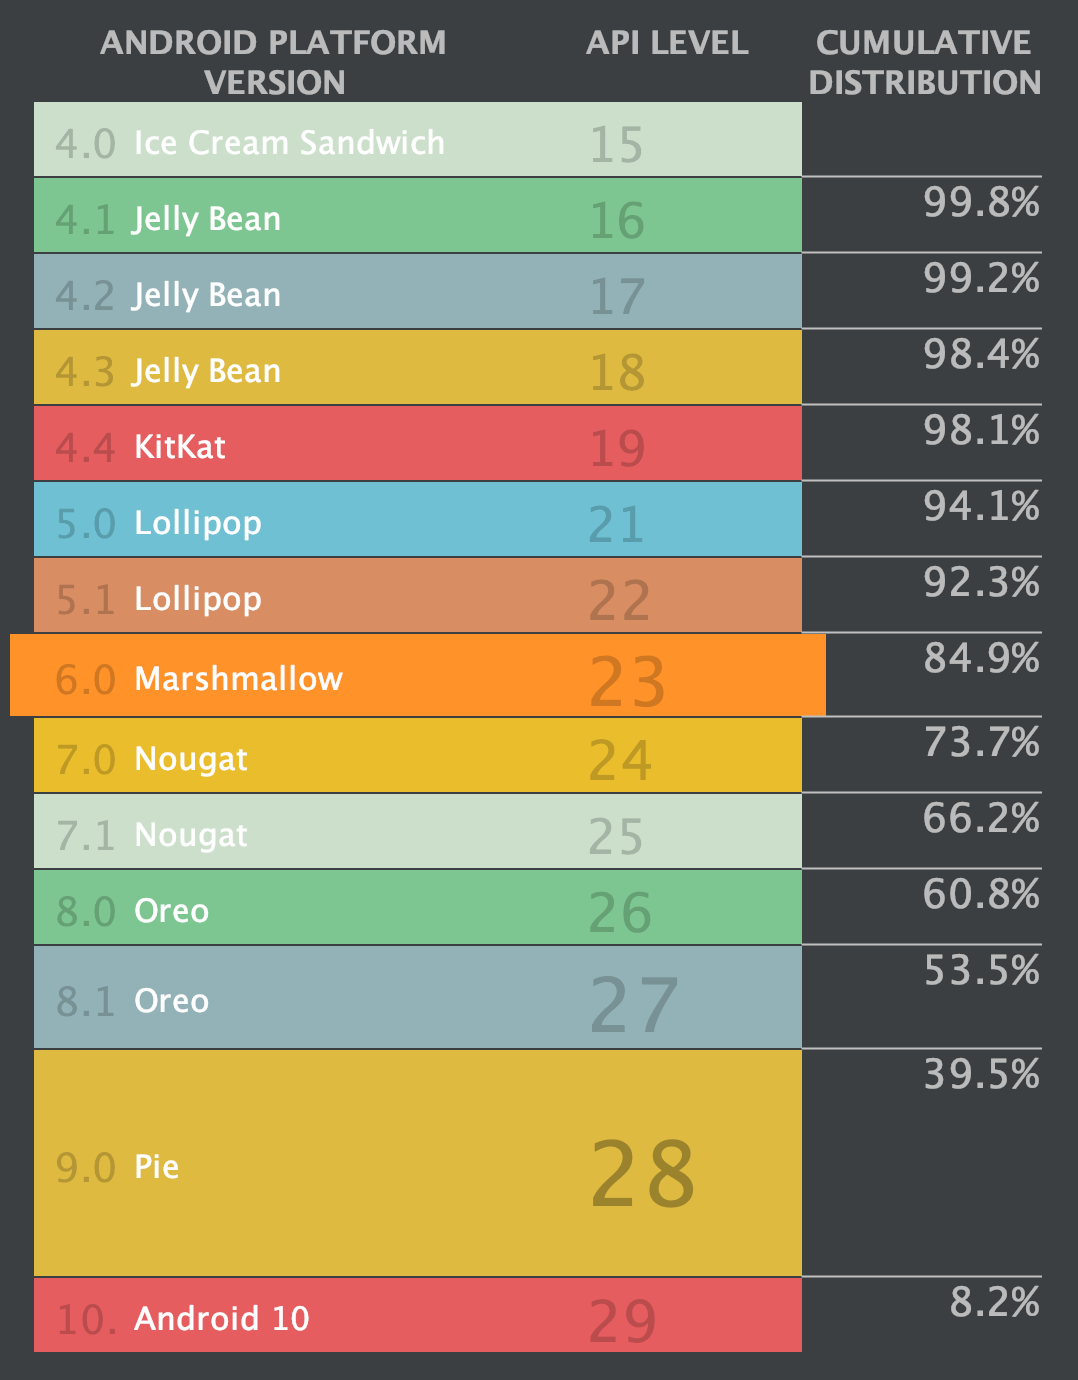 ANDROID PLATFORM VERSION API LEVEL CUMULATIVE DISTRIBUTION
4.0 Ice Cream Sandwich 15
99.8%
4.1 Jelly Bean 16
99.2%
4.2 Jelly Bean 17
98.4%
4.3 Jelly Bean 18
98.1%
4.4 KitKat 19
94.1%
5.0 Lollipop 21
92.3%
5.1 Lollipop 22
84.9%
6.0 Marshmallow 23
73.7%
7.0 Nougat 24
66.2%
7.1 Nougat 25
60.8%
8.0 Oreo 26
53.5%
8.1 Oreo 27
39.5%
9.0 Pie 28
8.2%
10. Android 10 29